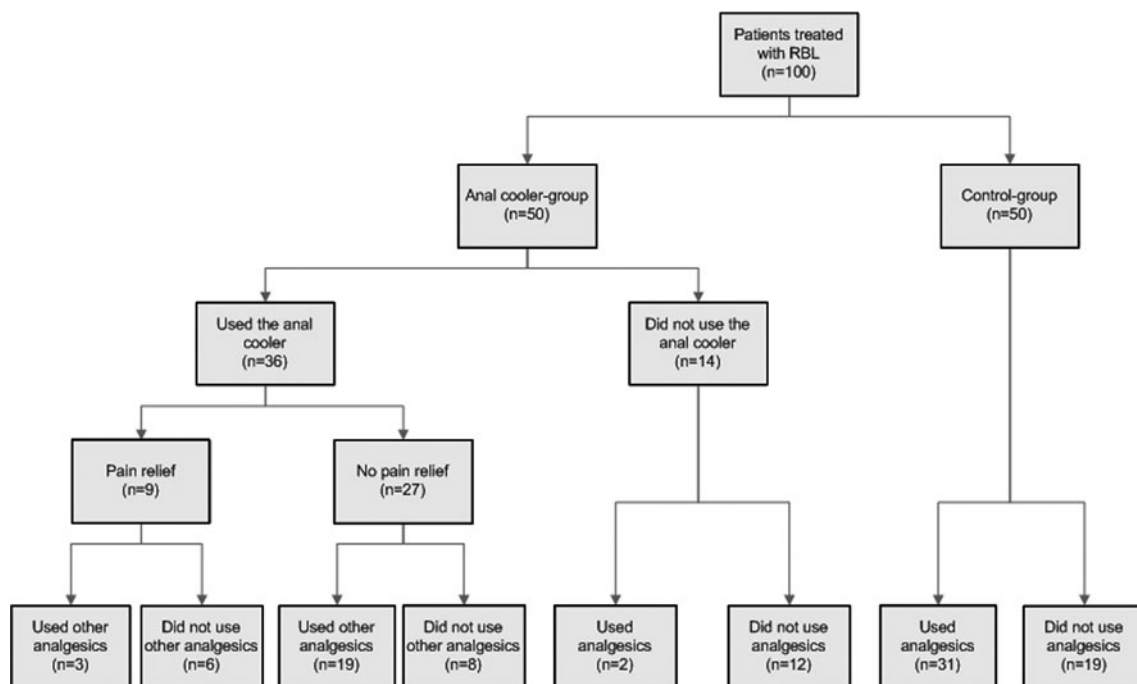 Patients treated
with RBL
(n=100)
Anal cooler-group
(n=50)
Control-group
(n=50)
Used the anal
cooler
(n=36)
Did not use the
anal cooler
(n=14)
Pain relief
(n=9)
No pain relief
(n=27)
Used other
analgesics
(n=3)
Did not use
other analgesics
(n=6)
Used other
analgesics
(n=19)
Did not use
other analgesics
(n=8)
Used
analgesics
(n=2)
Did not use
analgesics
(n=12)
Used
analgesics
(n=31)
Did not use
analgesics
(n=19)